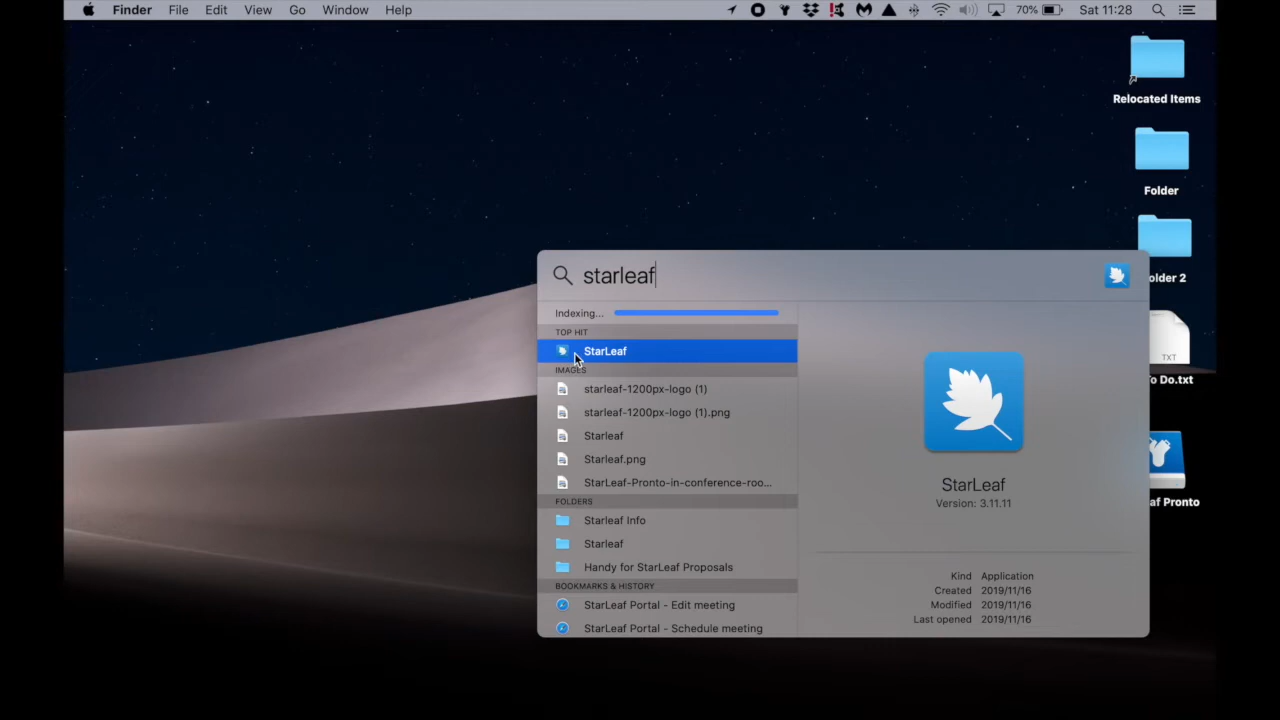 Finder File Edit View Go Window Help 70% Sat 11:28
Relocated Items
Folder
starleaf
older 2
Indexing...
TOP HIT
StarLeaf
IMAGES
TXT
o Do.txt
starleaf-1200px-logo (1)
starleaf-1200px-logo (1).png
Starleaf
Starleaf.png
StarLeaf-Pronto-in-conference-roo...
StarLeaf
Version: 3.11.11
af Pronto
FOLDERS
Starleaf Info
Starleaf
Handy for StarLeaf Proposals
BOOKMARKS & HISTORY
StarLeaf Portal - Edit meeting
StarLeaf Portal - Schedule meeting
Kind Application
Created 2019/11/16
Modified 2019/11/16
Last opened 2019/11/16